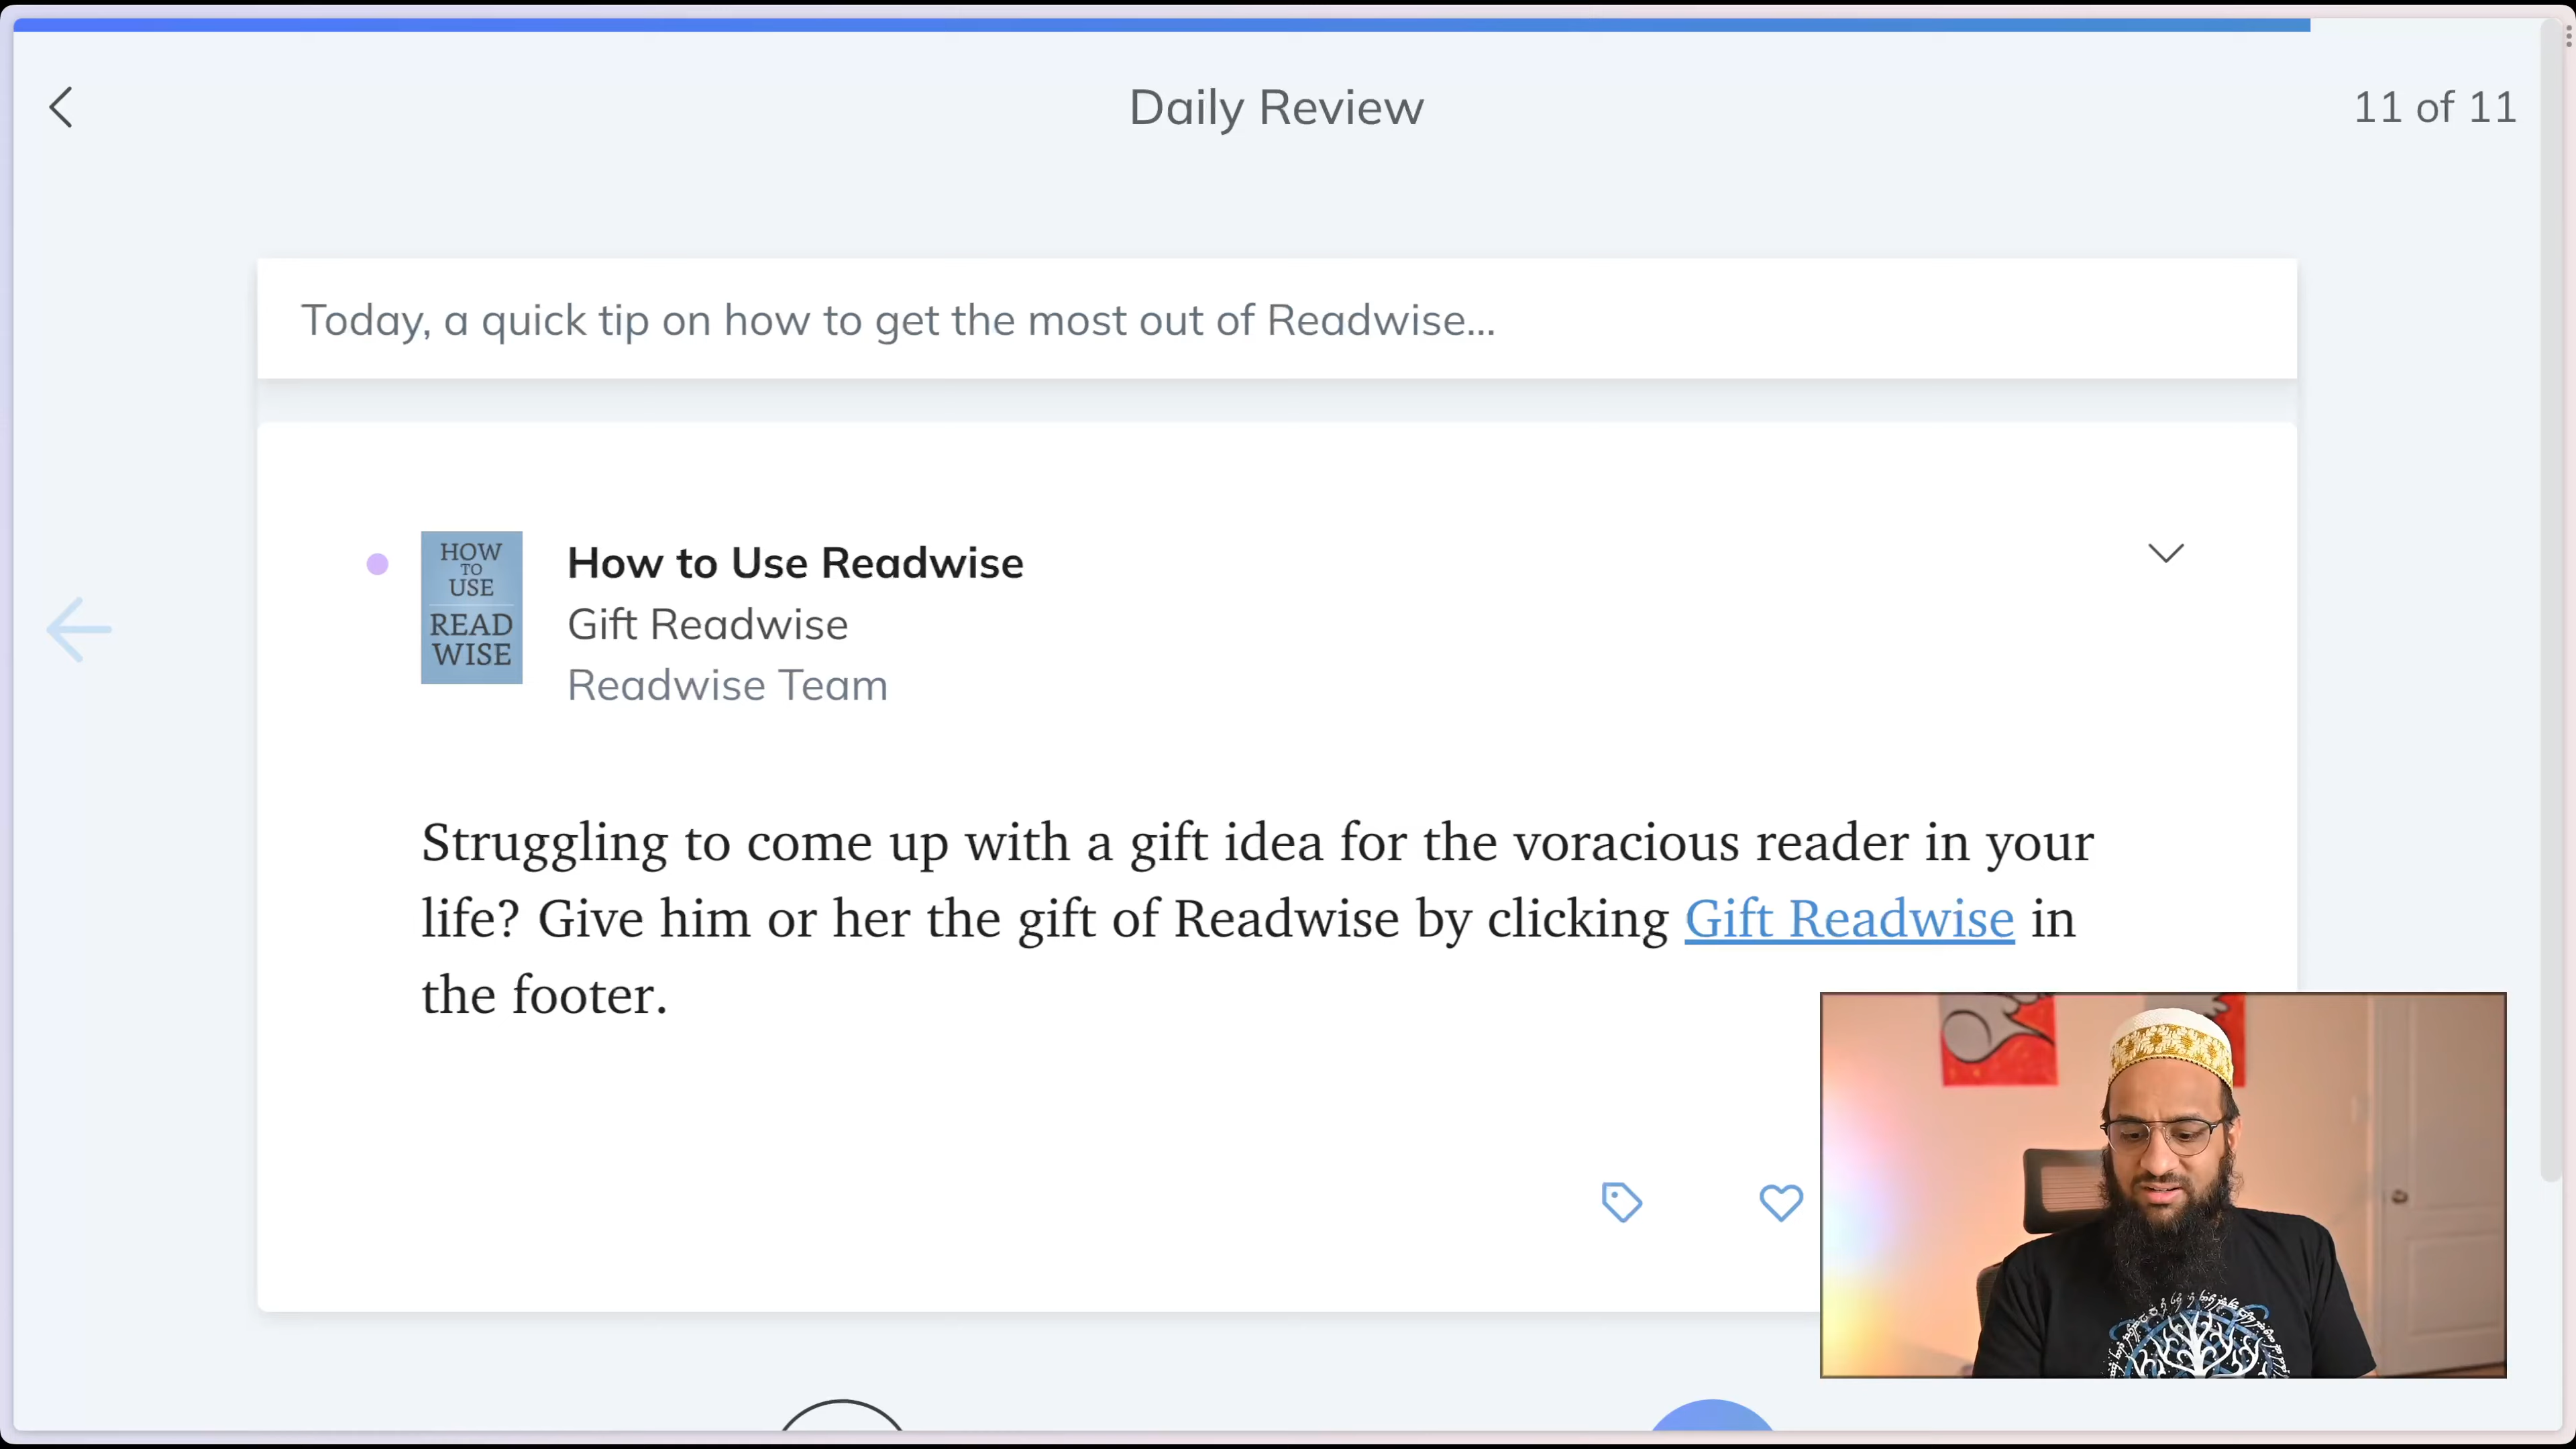 Daily Review
11 of 11
Today, a quick tip on how to get the most out of Readwise...
HOW
TO
USE
READ
WISE
How to Use Readwise
Gift Readwise
Readwise Team
Struggling to come up with a gift idea for the voracious reader in your
life? Give him or her the gift of Readwise by clicking Gift Readwise in
the footer.